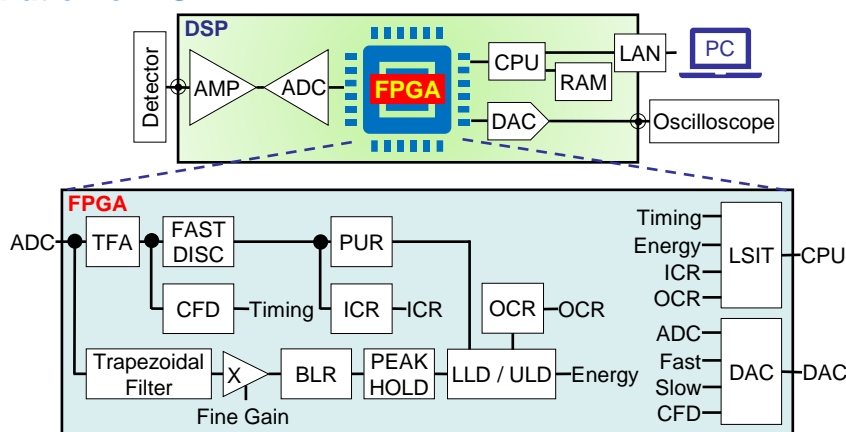 DSP
Detector
AMP
ADC
FPGA
CPU
RAM
LAN
PC
DAC
Oscilloscope
FPGA
ADC
TFA
FAST
DISC
PUR
CFD
Timing
ICR
ICR
OCR
OCR
Trapezoidal
Filter
X
Fine Gain
BLR
PEAK
HOLD
LLD / ULD
Energy
Timing
Energy
ICR
OCR
LSIT
CPU
ADC
Fast
Slow
CFD
DAC
DAC